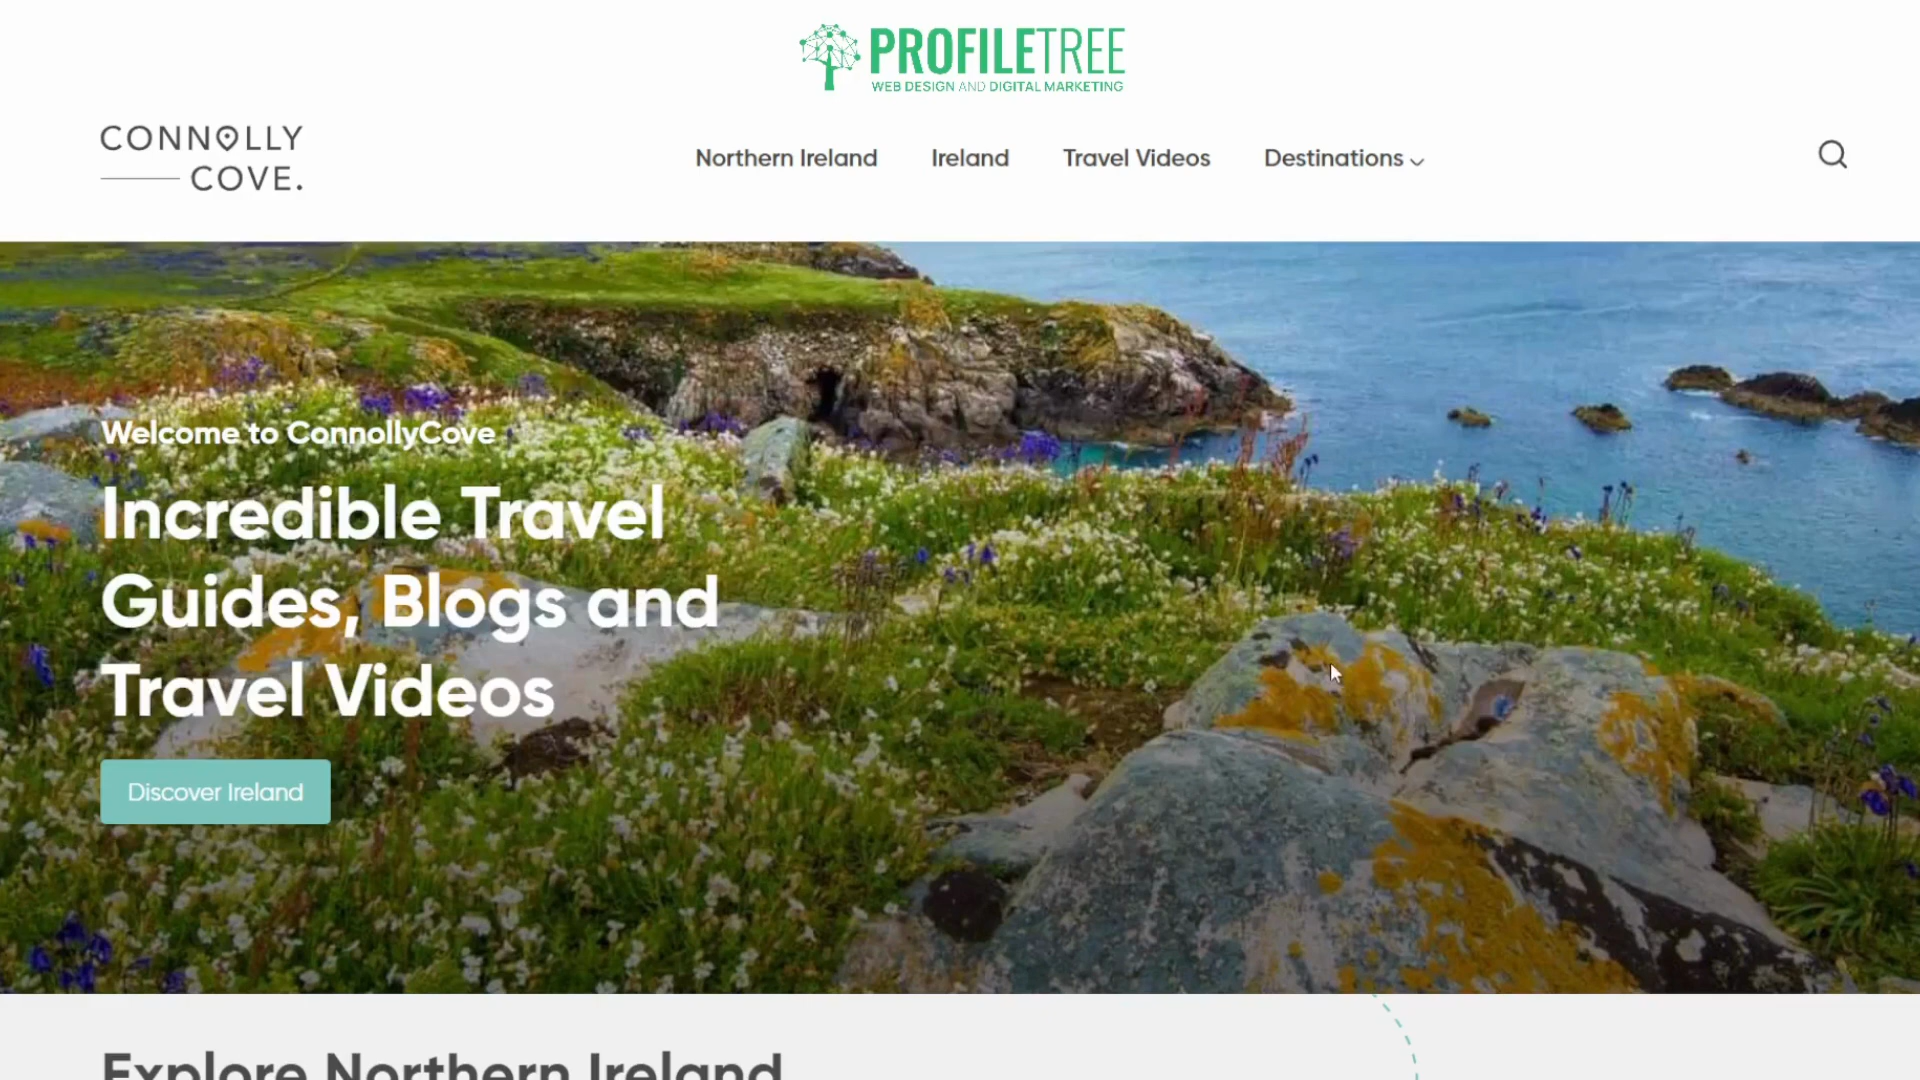 PROFILETREE
WEB DESIGN AND DIGITAL MARKETING
CONNOLLY
COVE.
Northern Ireland
Ireland
Travel Videos
Destinations
Welcome to ConnollyCove
Incredible Travel
Guides, Blogs and
Travel Videos
Discover Ireland
Explore Northern Ireland